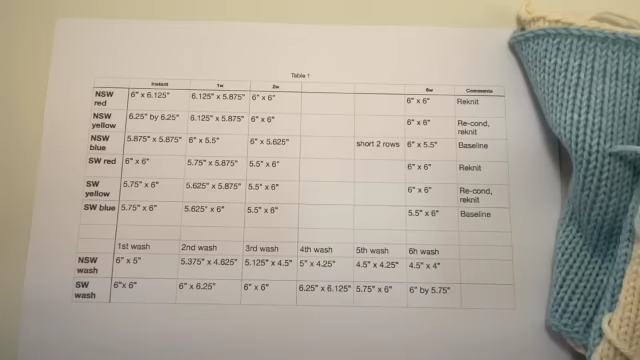 Table 1
Instant 1w 2w 6w Comments
NSW red 6" x 6.125" 6.125" x 5.875" 6" x 6" 6" x 6" Reknit
NSW yellow 6.25" by 6.25" 6.125" x 5.875" 6" x 6" 6" x 6" Re-cond, reknit
NSW blue 5.875" x 5.875" 6" x 5.5" 6" x 5.625" short 2 rows 6" x 5.5" Baseline
SW red 6" x 6" 5.75" x 5.875" 5.5" x 6" 6" x 6" Reknit
SW yellow 5.75" x 6" 5.625" x 5.875" 5.5" x 6" 6" x 6" Re-cond, reknit
SW blue 5.75" x 6" 5.625" x 6" 5.5" x 6" 5.5" x 6" Baseline
1st wash 2nd wash 3rd wash 4th wash 5th wash 6h wash
NSW wash 6" x 5" 5.375" x 4.625" 5.125" x 4.5" 5" x 4.25" 4.5" x 4.25" 4.5" x 4"
SW wash 6"x 6" 6" x 6.25" 6" x 6" 6.25" x 6.125" 5.75" x 6" 6" by 5.75"